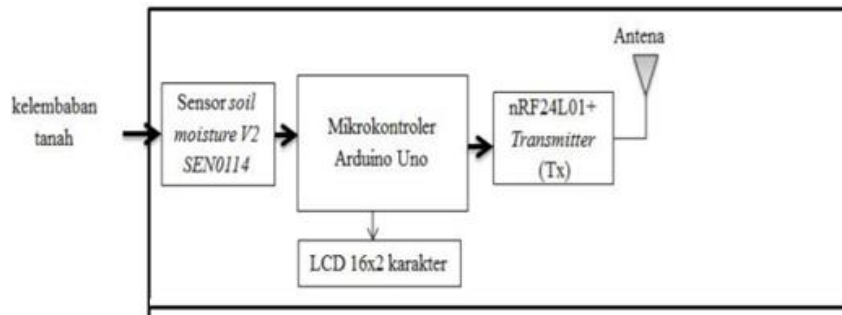 Antena
kelembaban
tanah
Sensor soil
moisture V2
SEN0114
Mikrokontroler
Arduino Uno
nRF24L01+
Transmitter
(Tx)
LCD 16x2 karakter